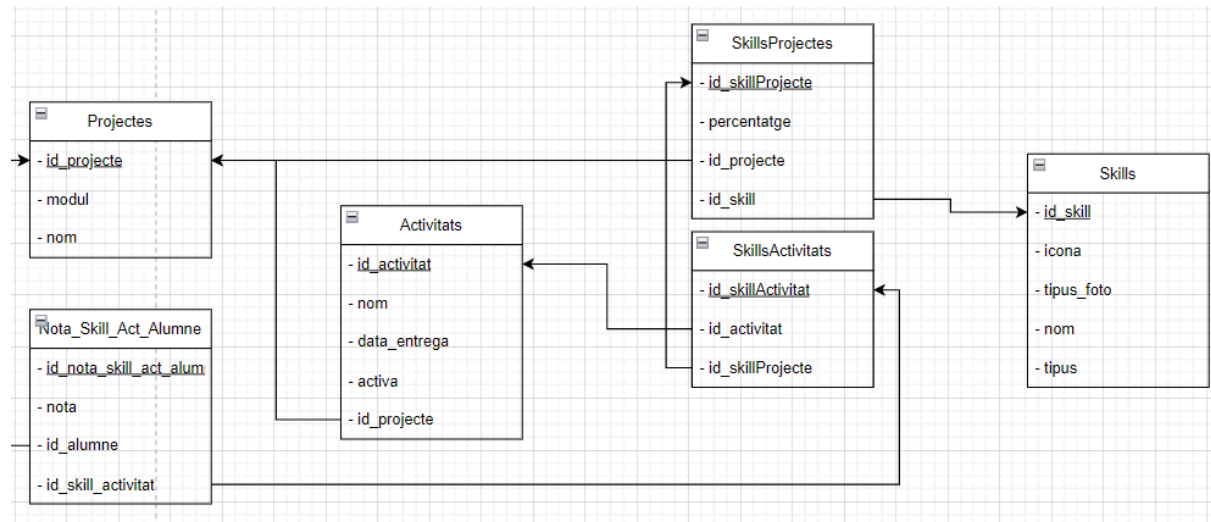 Projectes
- id_projecte
- modul
- nom
Nota_Skill_Act_Alumne
- id_nota_skill_act_alum
- nota
- id_alumne
- id_skill_activitat
Activitats
- id_activitat
- nom
- data_entrega
- activa
- id_projecte
SkillsProjectes
- id_skillProjecte
- percentatge
- id_projecte
- id_skill
SkillsActivitats
- id_skillActivitat
- id_activitat
- id_skillProjecte
Skills
- id_skill
- icona
- tipus_foto
- nom
- tipus